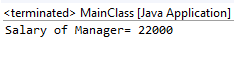 <terminated> MainClass [Java Application]
Salary of Manager= 22000